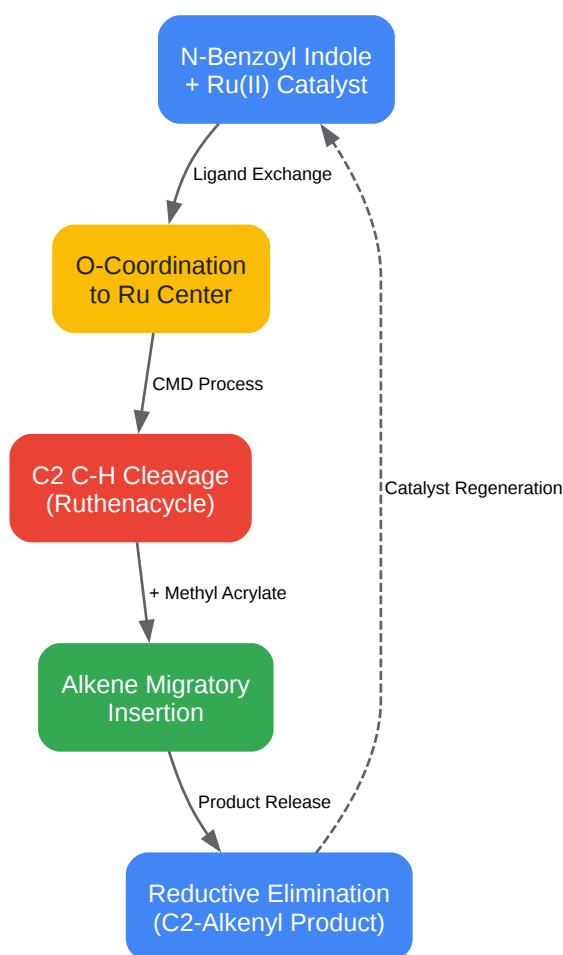 N-Benzoyl Indole
+ Ru(II) Catalyst
Ligand Exchange
O-Coordination
to Ru Center
CMD Process
C2 C-H Cleavage
(Ruthenacycle)
Catalyst Regeneration
+ Methyl Acrylate
Alkene Migratory
Insertion
Product Release
Reductive Elimination
(C2-Alkenyl Product)